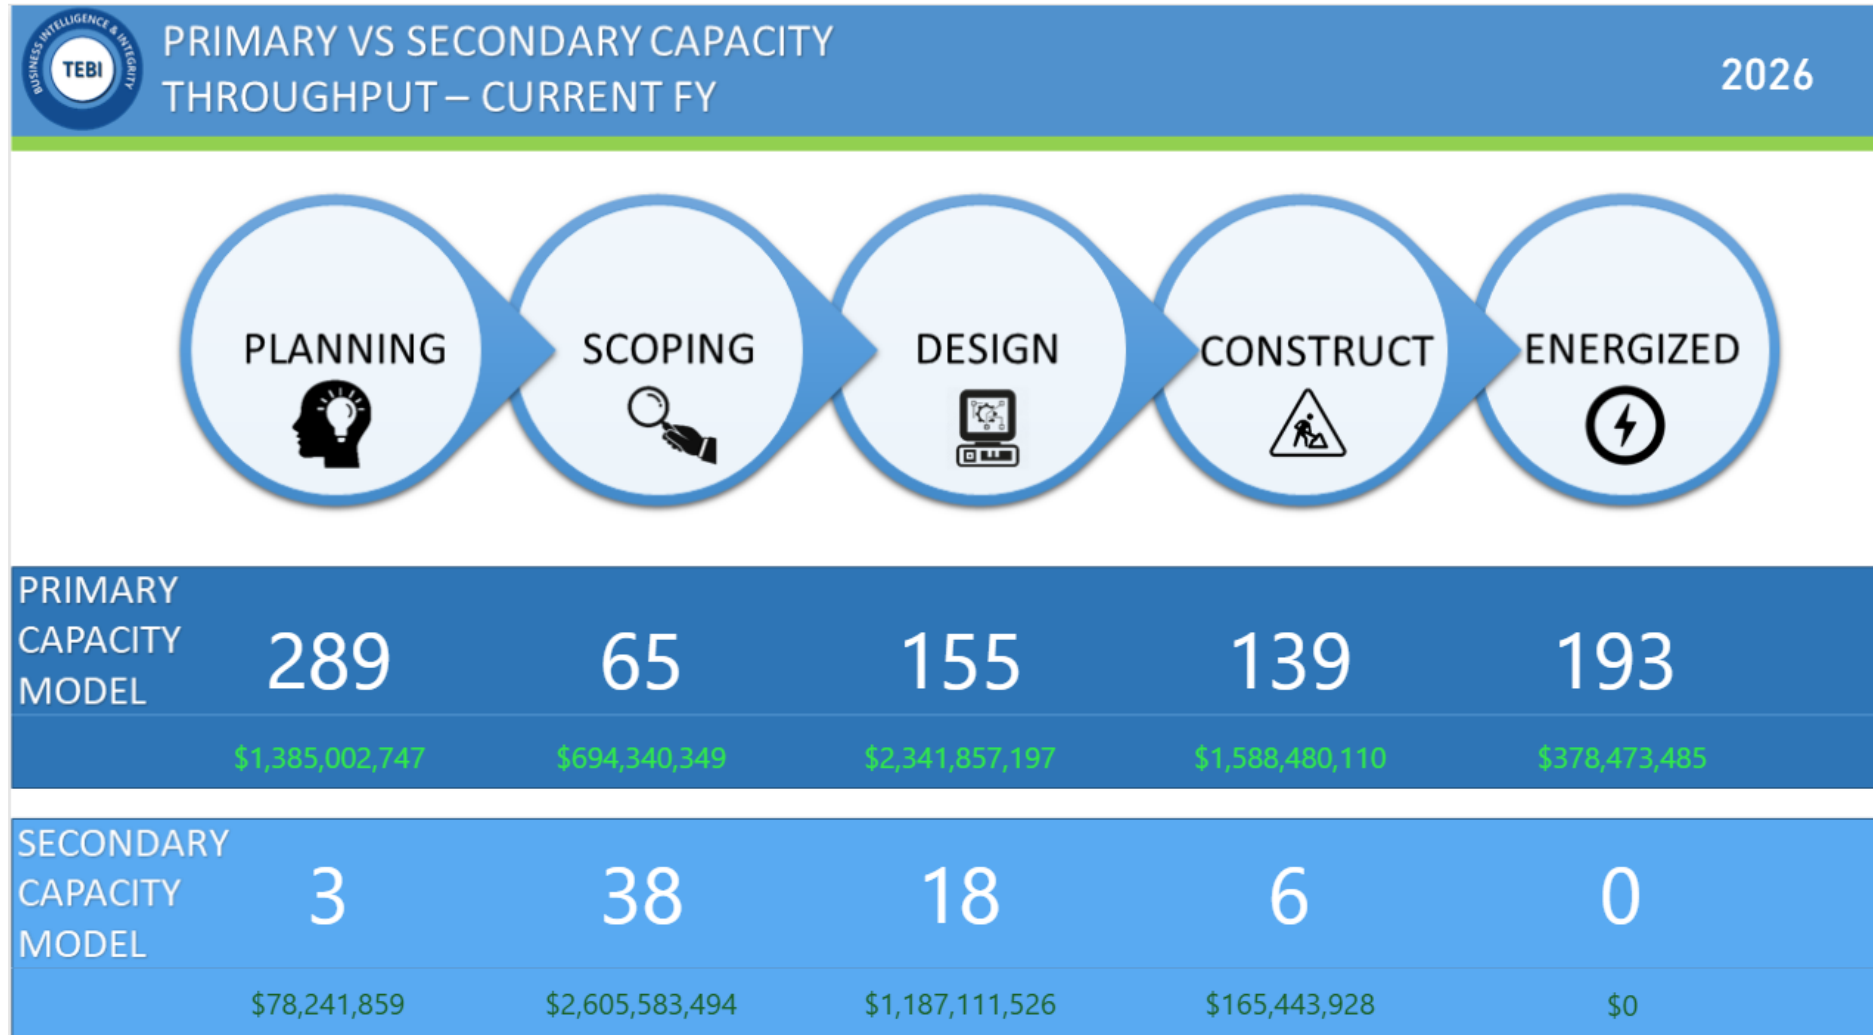 BUSINESS INTELLIGENCE & INTEGRITY
TEBI
PRIMARY VS SECONDARY CAPACITY
THROUGHPUT – CURRENT FY
2026
PLANNING
SCOPING
DESIGN
CONSTRUCT
ENERGIZED
PRIMARY
CAPACITY
MODEL
289
65
155
139
193
$1,385,002,747
$694,340,349
$2,341,857,197
$1,588,480,110
$378,473,485
SECONDARY
CAPACITY
MODEL
3
38
18
6
0
$78,241,859
$2,605,583,494
$1,187,111,526
$165,443,928
$0